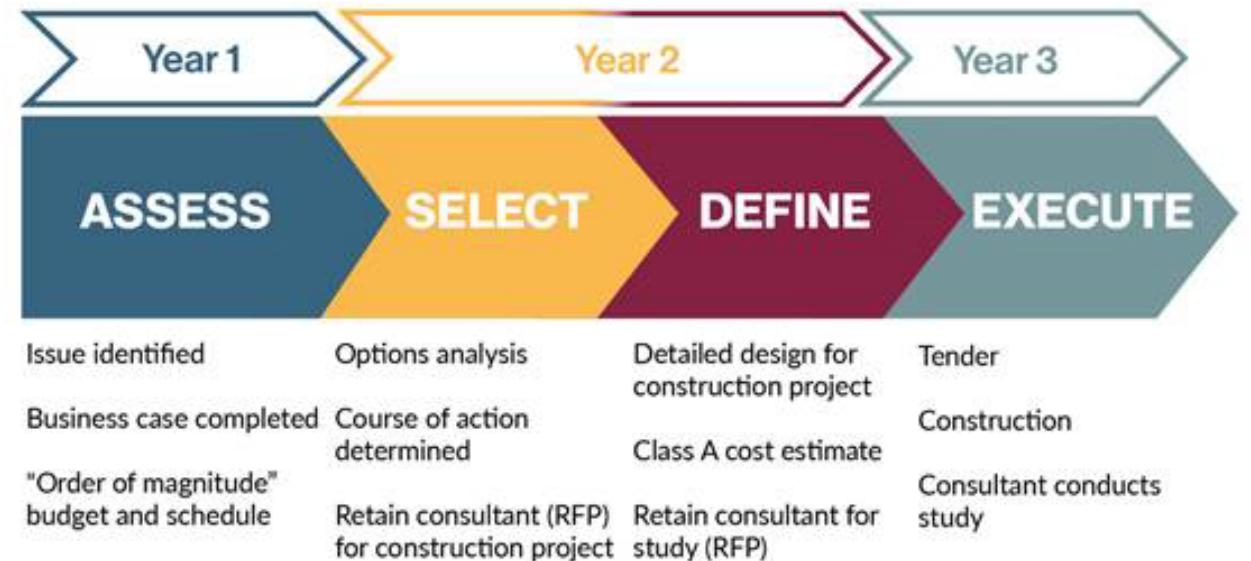 Year 1
Year 2
Year 3
ASSESS
SELECT
DEFINE
EXECUTE
Issue identified
Business case completed
“Order of magnitude”
budget and schedule
Options analysis
Course of action
determined
Retain consultant (RFP)
for construction project
Detailed design for
construction project
Class A cost estimate
Retain consultant for
study (RFP)
Tender
Construction
Consultant conducts
study